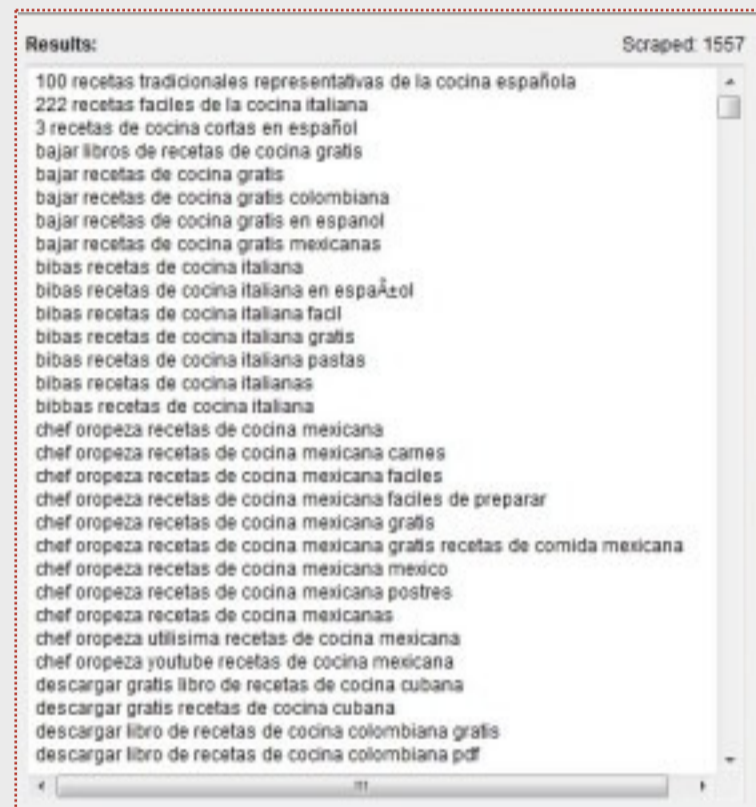 Results: Scraped: 1557
100 recetas tradicionales representativas de la cocina española
222 recetas faciles de la cocina italiana
3 recetas de cocina cortas en español
bajar libros de recetas de cocina gratis
bajar recetas de cocina gratis
bajar recetas de cocina gratis colombiana
bajar recetas de cocina gratis en espanol
bajar recetas de cocina gratis mexicanas
bibas recetas de cocina italiana
bibas recetas de cocina italiana en español
bibas recetas de cocina italiana facil
bibas recetas de cocina italiana gratis
bibas recetas de cocina italiana pastas
bibas recetas de cocina italianas
bibbas recetas de cocina italiana
chef oropeza recetas de cocina mexicana
chef oropeza recetas de cocina mexicana carnes
chef oropeza recetas de cocina mexicana faciles
chef oropeza recetas de cocina mexicana faciles de preparar
chef oropeza recetas de cocina mexicana gratis
chef oropeza recetas de cocina mexicana gratis recetas de comida mexicana
chef oropeza recetas de cocina mexicana mexico
chef oropeza recetas de cocina mexicana postres
chef oropeza recetas de cocina mexicanas
chef oropeza utilisima recetas de cocina mexicana
chef oropeza youtube recetas de cocina mexicana
descargar gratis libro de recetas de cocina cubana
descargar gratis recetas de cocina cubana
descargar libro de recetas de cocina colombiana gratis
descargar libro de recetas de cocina colombiana pdf